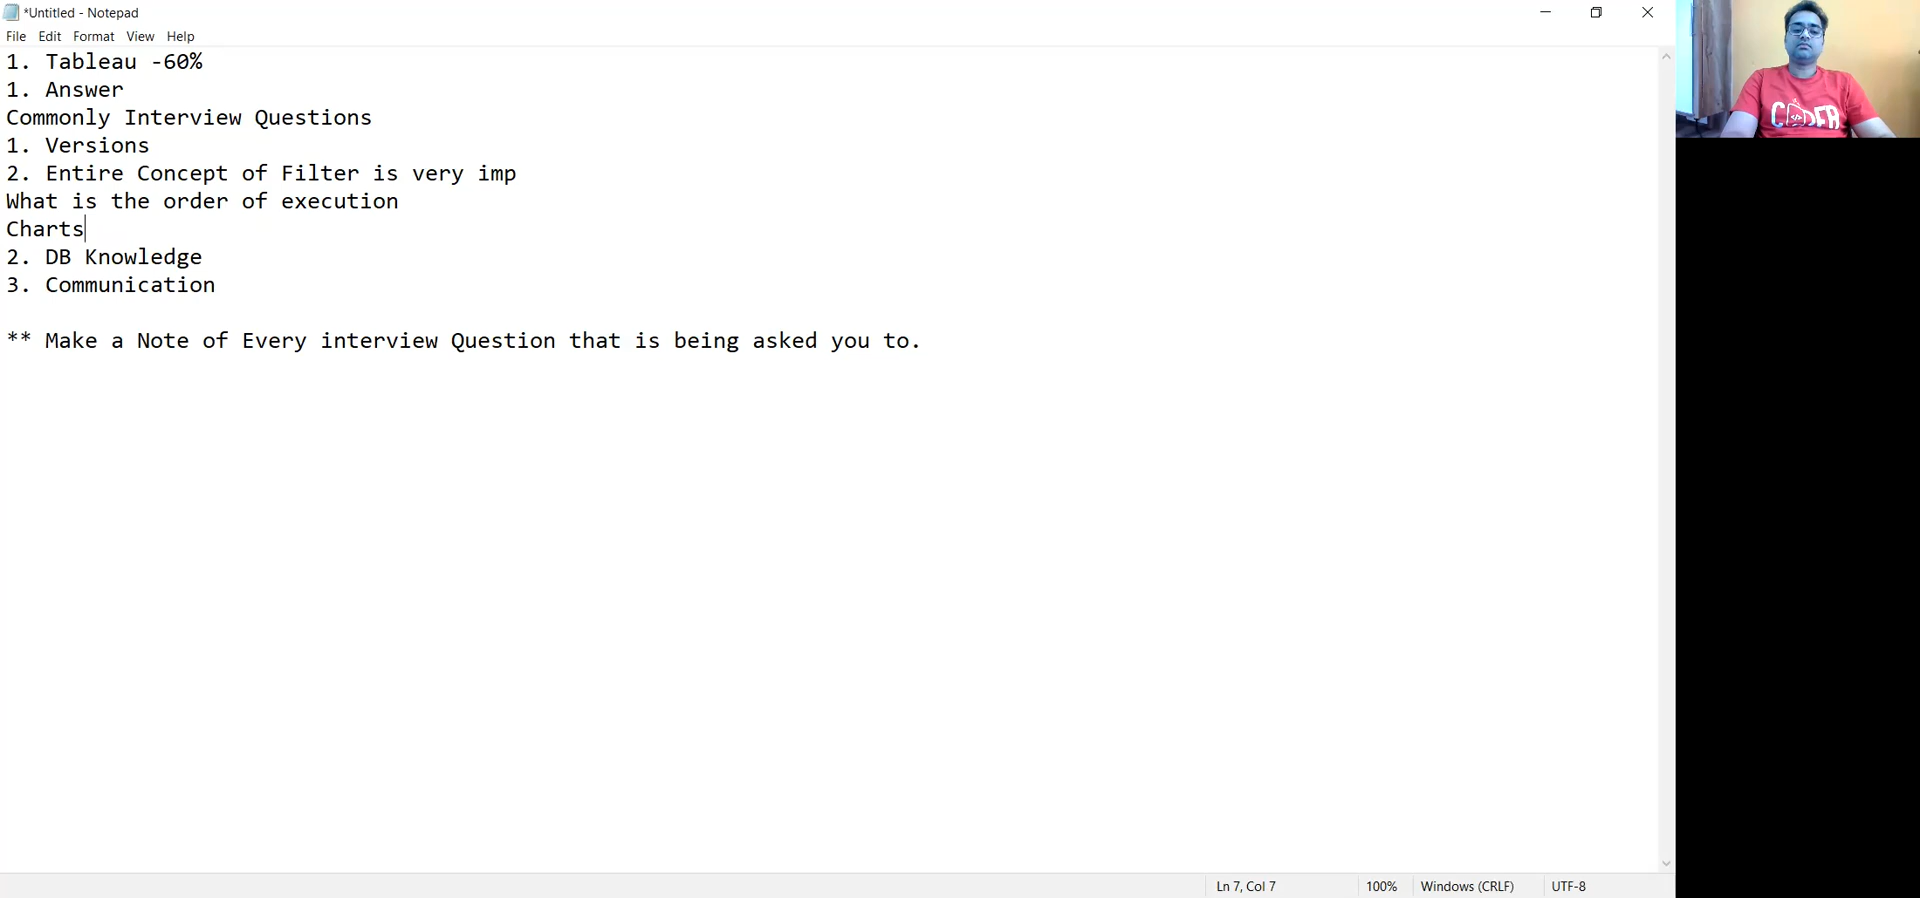 *Untitled - Notepad
File Edit Format View Help
1. Tableau -60%
1. Answer
Commonly Interview Questions
1. Versions
2. Entire Concept of Filter is very imp
What is the order of execution
Charts
2. DB Knowledge
3. Communication
** Make a Note of Every interview Question that is being asked you to.
Ln 7, Col 7 100% Windows (CRLF) UTF-8
CODER